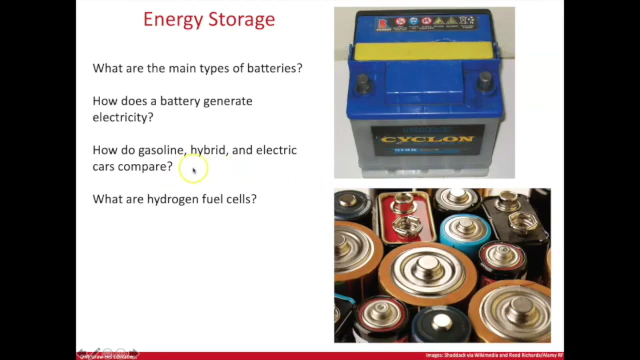 Energy Storage
What are the main types of batteries?
How does a battery generate
electricity?
How do gasoline, hybrid, and electric
cars compare?
What are hydrogen fuel cells?
CYCLON
Images: Shaddack via Wikimedia and Reed Richards/Alamy RF